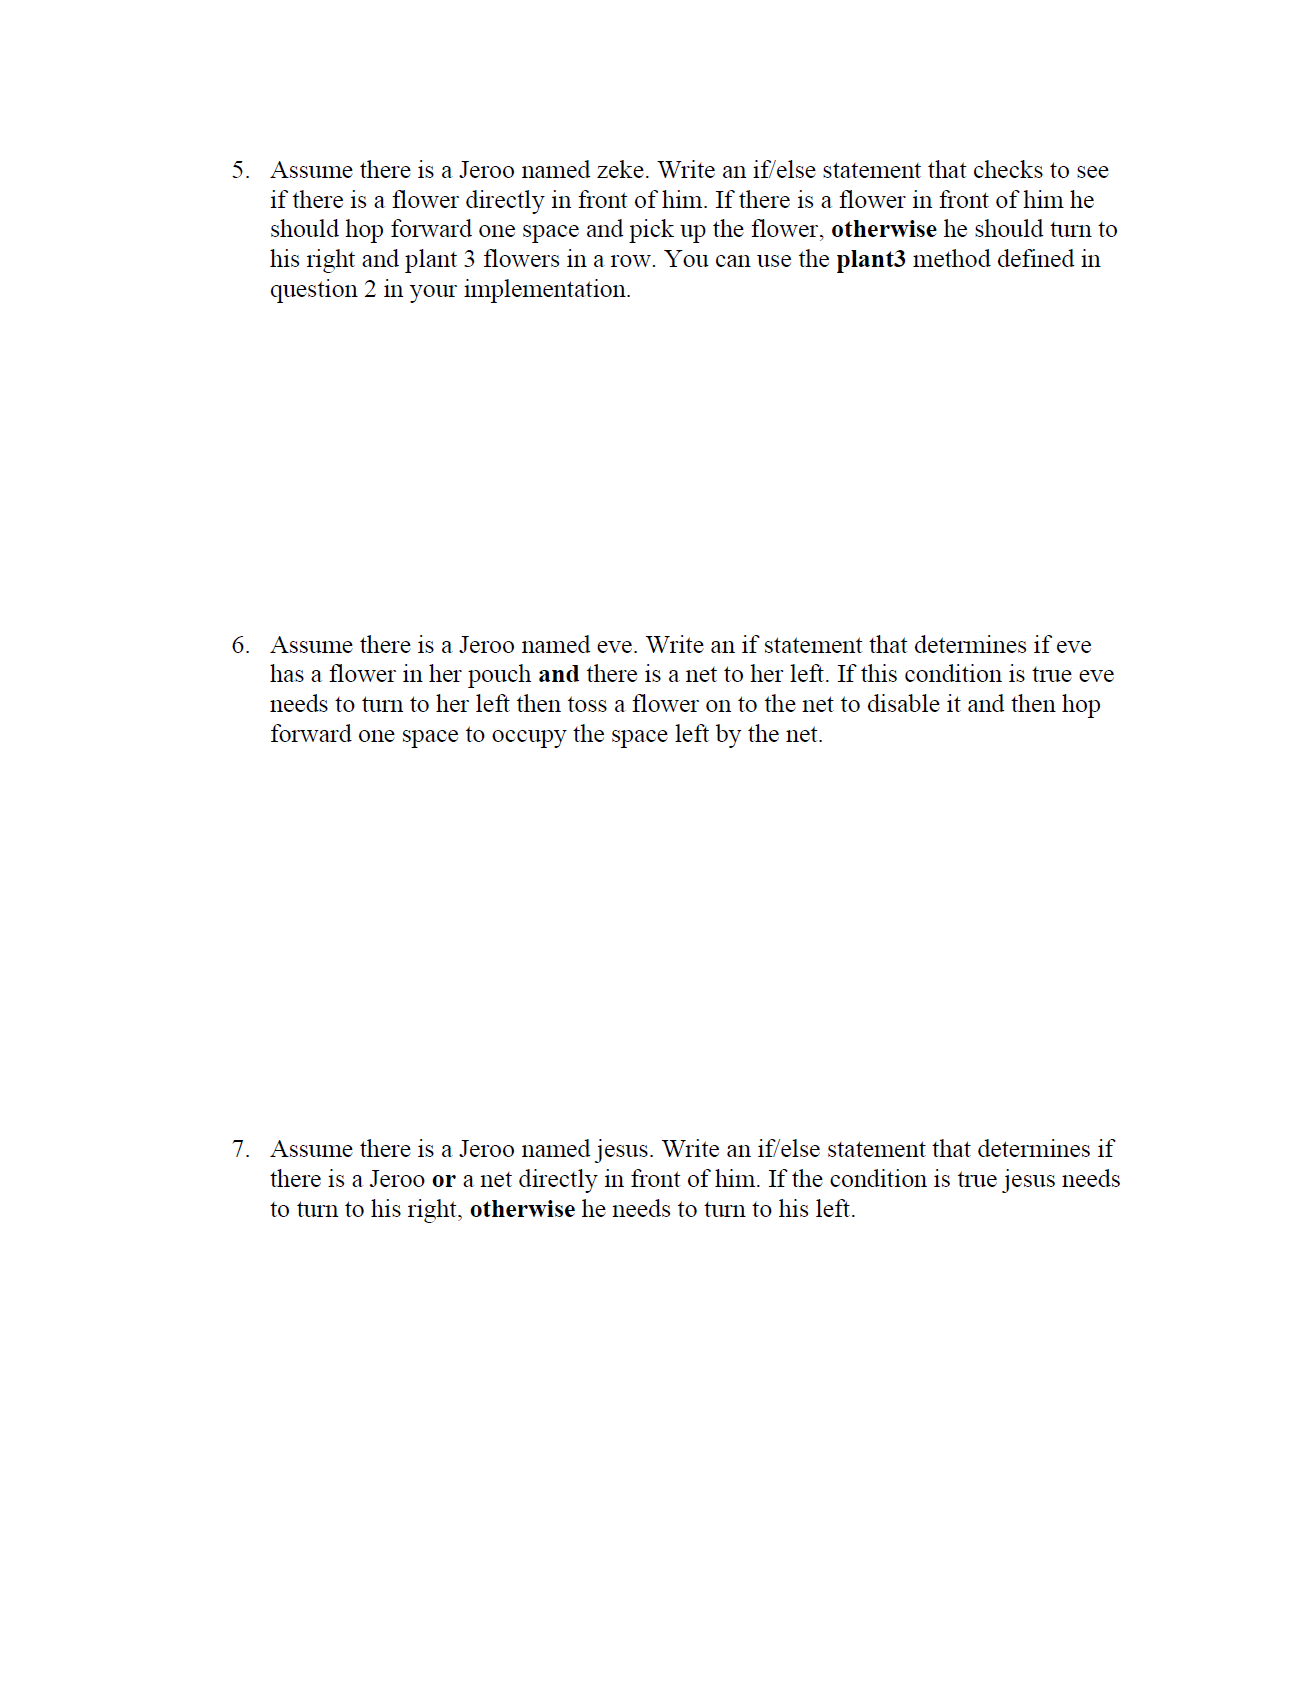 5. Assume there is a Jeroo named zeke. Write an if/else statement that checks to see
if there is a flower directly in front of him. If there is a flower in front of him he
should hop forward one space and pick up the flower, otherwise he should turn to
his right and plant 3 flowers in a row. You can use the plant3 method defined in
question 2 in your implementation.
6. Assume there is a Jeroo named eve. Write an if statement that determines if eve
has a flower in her pouch and there is a net to her left. If this condition is true eve
needs to turn to her left then toss a flower on to the net to disable it and then hop
forward one space to occupy the space left by the net.
7. Assume there is a Jeroo named jesus. Write an if/else statement that determines if
there is a Jeroo or a net directly in front of him. If the condition is true jesus needs
to turn to his right, otherwise he needs to turn to his left.